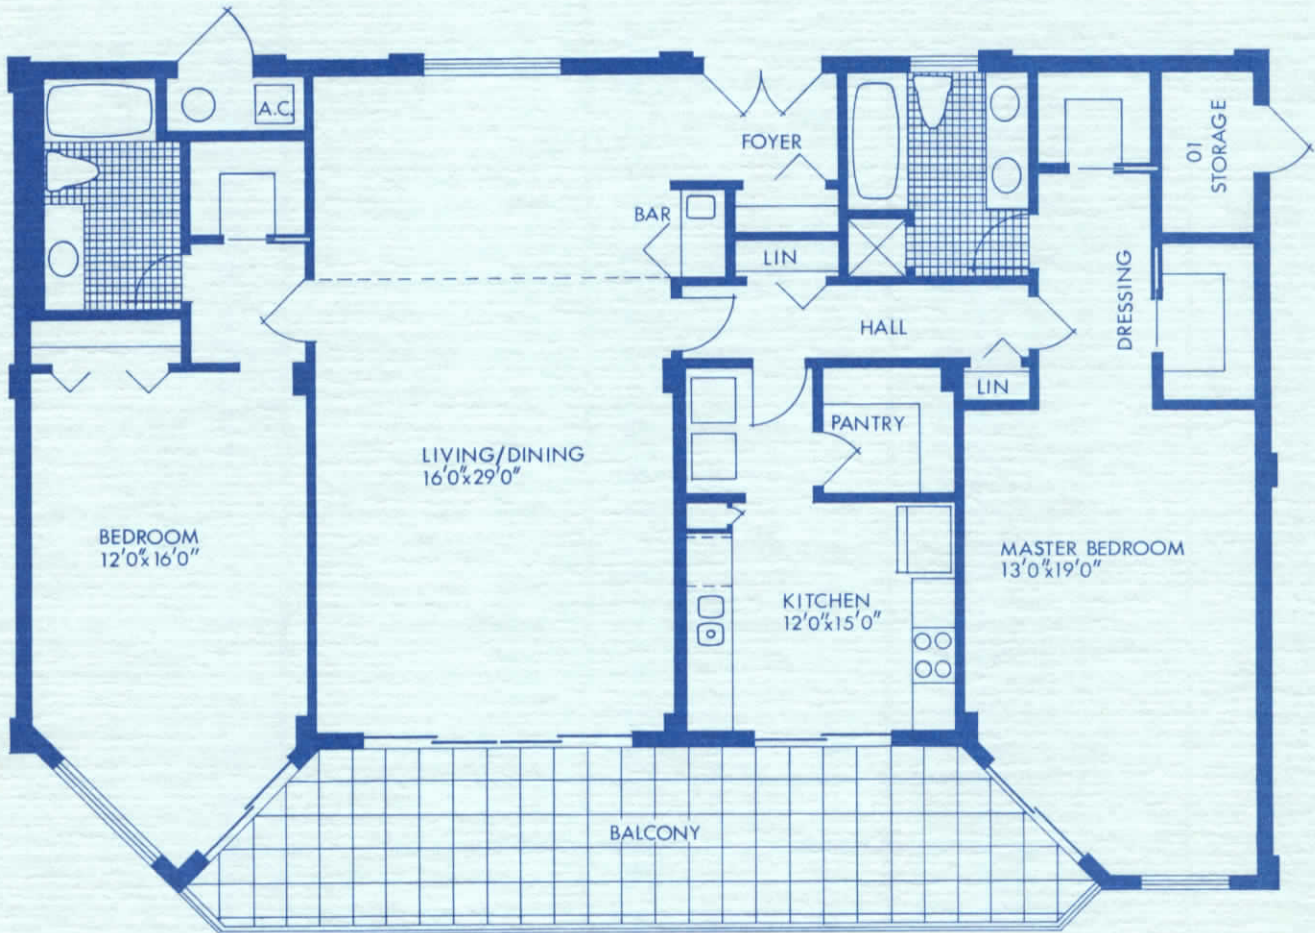 A.C.
FOYER
01
STORAGE
BAR
LIN
HALL
DRESSING
LIN
PANTRY
LIVING/DINING
16'0"x29'0"
BEDROOM
12'0"x16'0"
MASTER BEDROOM
13'0"x19'0"
KITCHEN
12'0"x15'0"
BALCONY